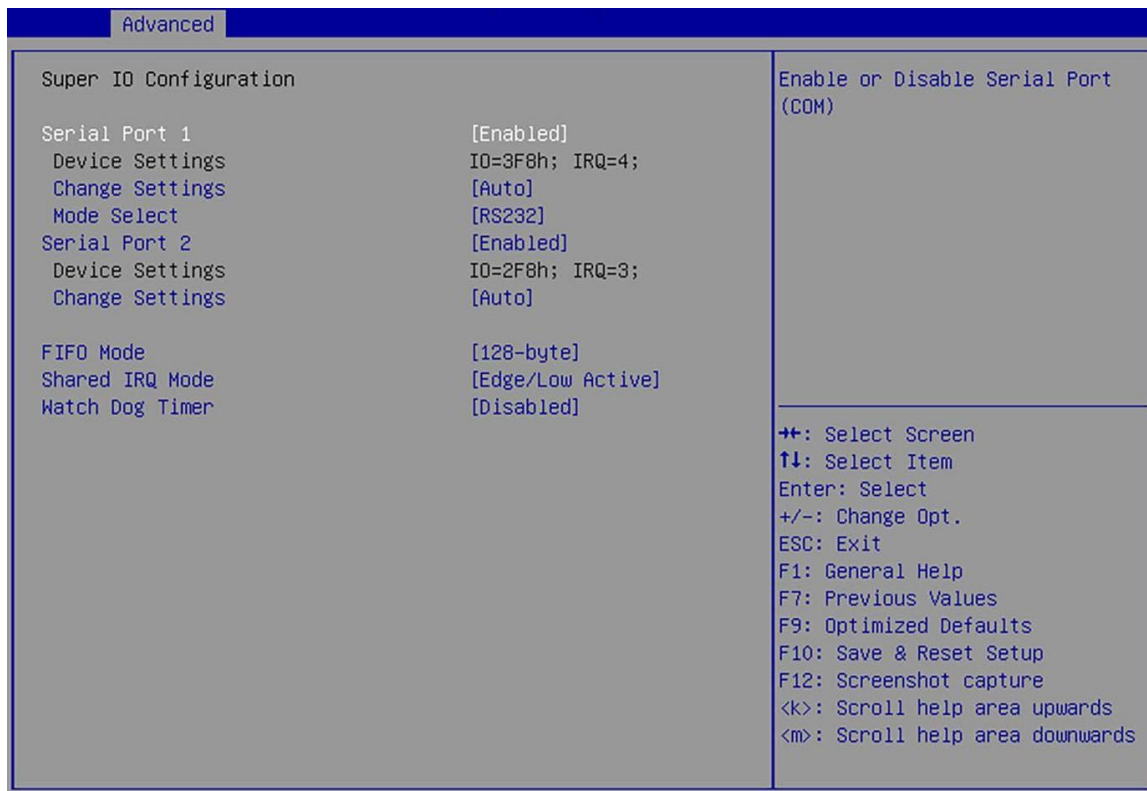 Advanced
Super IO Configuration
Serial Port 1 [Enabled]
Device Settings IO=3F8h; IRQ=4;
Change Settings [Auto]
Mode Select [RS232]
Serial Port 2 [Enabled]
Device Settings IO=2F8h; IRQ=3;
Change Settings [Auto]
FIFO Mode [128-byte]
Shared IRQ Mode [Edge/Low Active]
Watch Dog Timer [Disabled]
Enable or Disable Serial Port
(COM)
→←: Select Screen
↑↓: Select Item
Enter: Select
+/-: Change Opt.
ESC: Exit
F1: General Help
F7: Previous Values
F9: Optimized Defaults
F10: Save & Reset Setup
F12: Screenshot capture
<k>: Scroll help area upwards
<m>: Scroll help area downwards